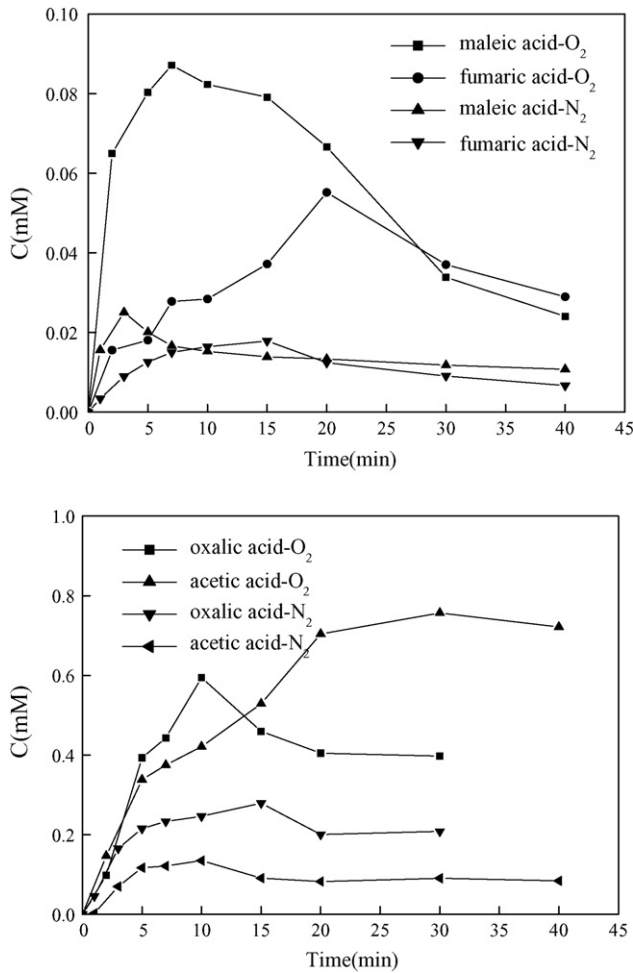 0.10
0.08
0.06
0.04
0.02
0.00
C(mM)
maleic acid-O₂
fumaric acid-O₂
maleic acid-N₂
fumaric acid-N₂
0 5 10 15 20 25 30 35 40 45
Time(min)
1.0
0.8
0.6
0.4
0.2
0.0
C(mM)
oxalic acid-O₂
acetic acid-O₂
oxalic acid-N₂
acetic acid-N₂
0 5 10 15 20 25 30 35 40 45
Time(min)